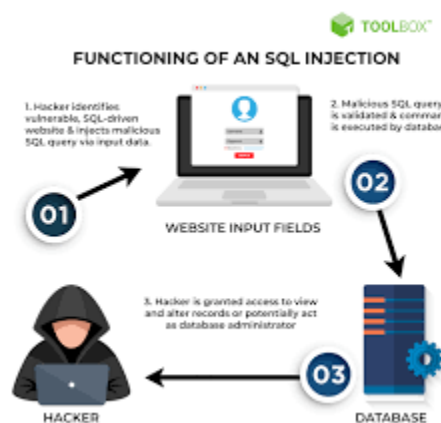 TOOLBOX
FUNCTIONING OF AN SQL INJECTION
1. Hacker identifies
vulnerable, SQL-driven
website & injects malicious
SQL query via input data.
2. Malicious SQL query
is validated & comman
is executed by databas
01
02
WEBSITE INPUT FIELDS
3. Hacker is granted access to view
and alter records or potentially act
as database administrator
03
HACKER
DATABASE